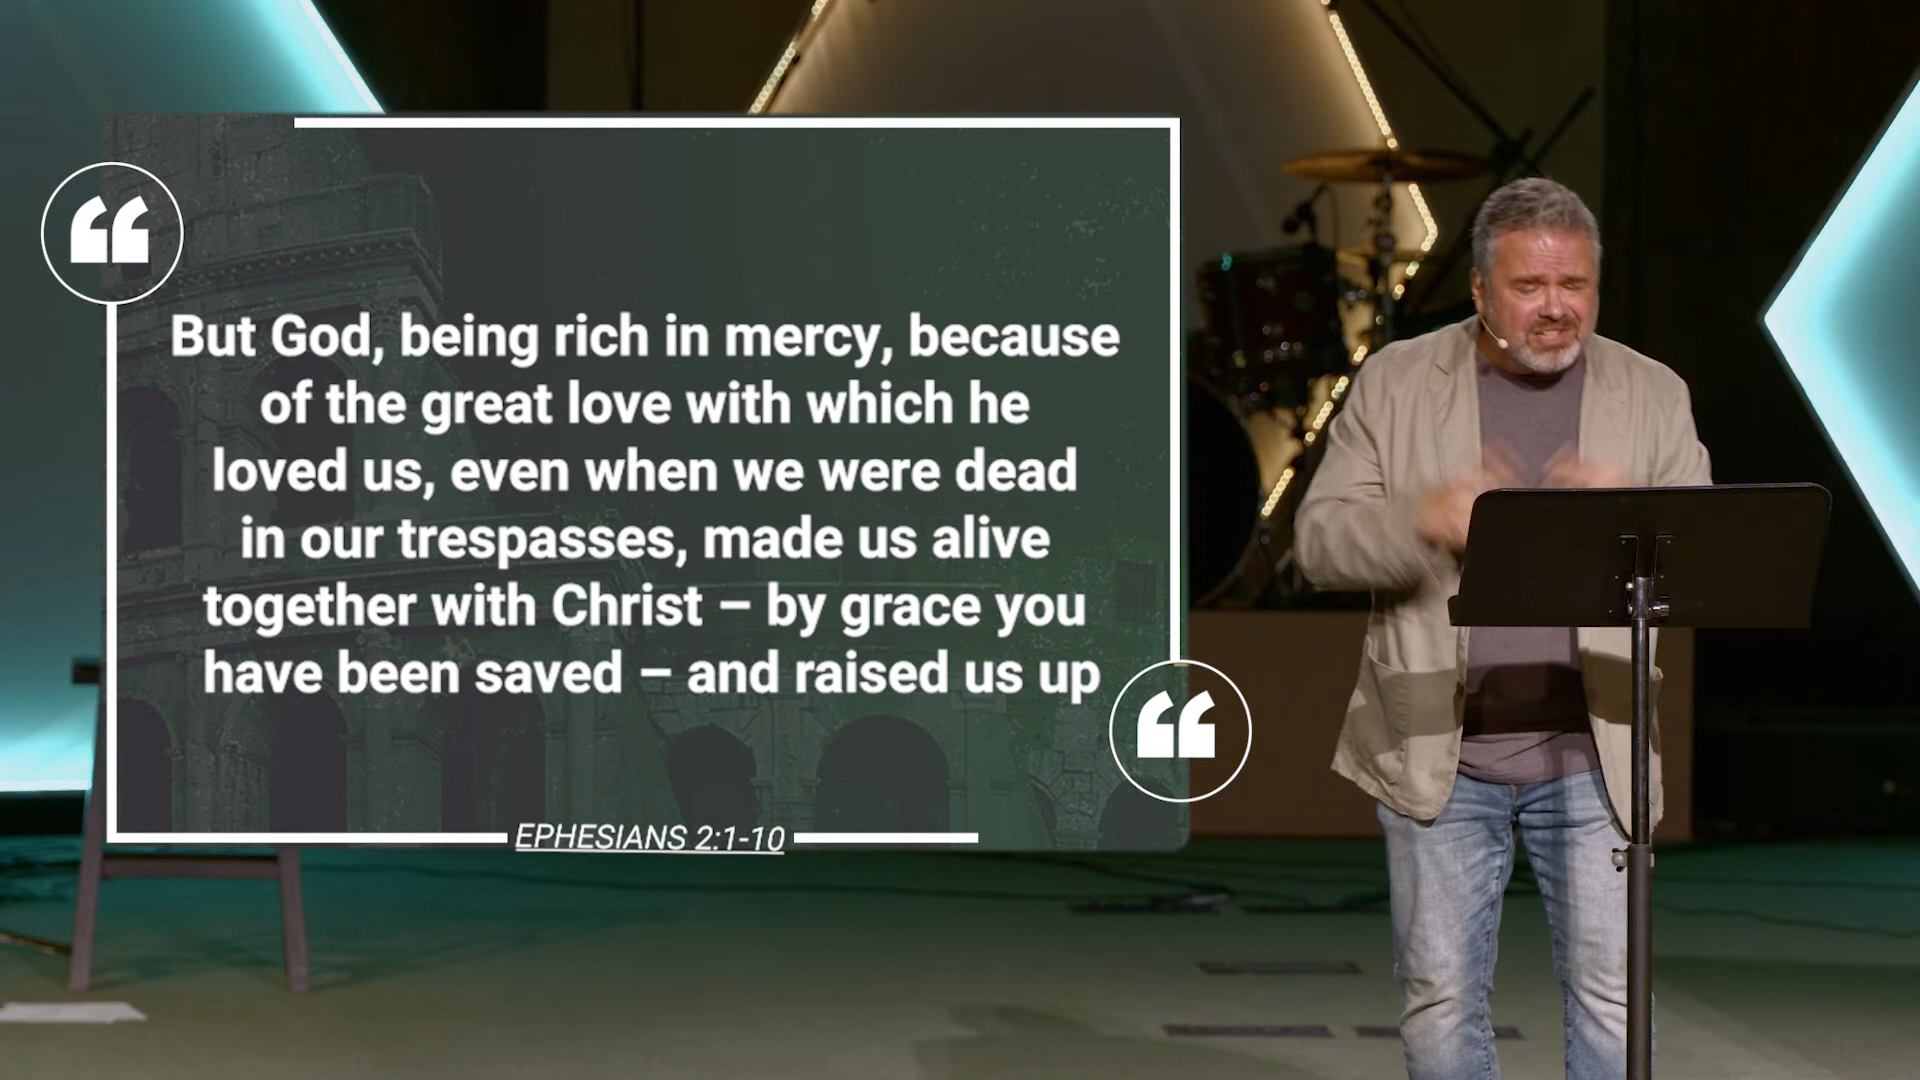 But God, being rich in mercy, because
of the great love with which he
loved us, even when we were dead
in our trespasses, made us alive
together with Christ – by grace you
have been saved – and raised us up
EPHESIANS 2:1-10